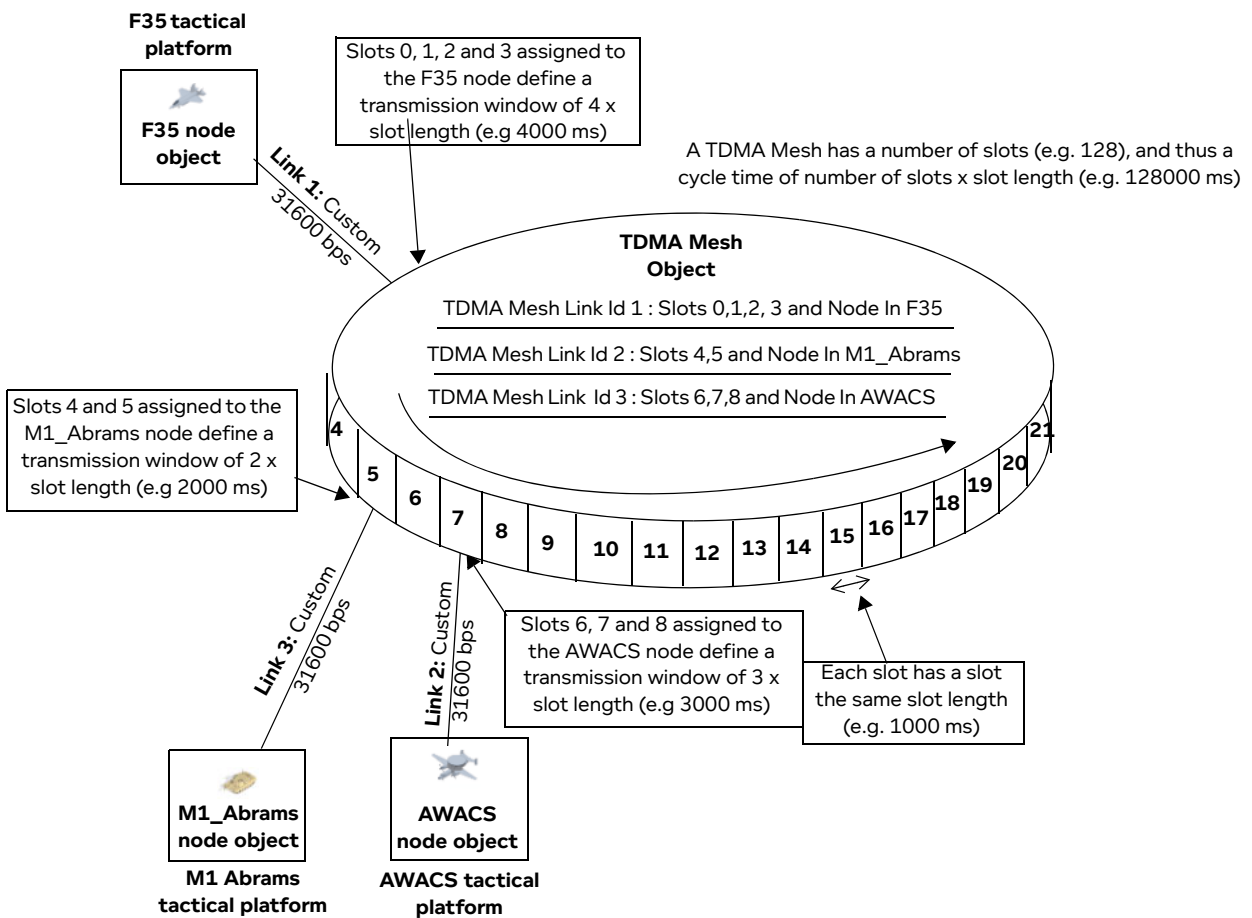 F35 tactical
platform
F35 node
object
Slots 0, 1, 2 and 3 assigned to
the F35 node define a
transmission window of 4 x
slot length (e.g 4000 ms)
A TDMA Mesh has a number of slots (e.g. 128), and thus a
cycle time of number of slots x slot length (e.g. 128000 ms)
Link 1: Custom
31600 bps
TDMA Mesh
Object
TDMA Mesh Link Id 1 : Slots 0,1,2, 3 and Node In F35
TDMA Mesh Link Id 2 : Slots 4,5 and Node In M1_Abrams
TDMA Mesh Link Id 3 : Slots 6,7,8 and Node In AWACS
Slots 4 and 5 assigned to the
M1_Abrams node define a
transmission window of 2 x
slot length (e.g 2000 ms)
4 5 6 7 8 9 10 11 12 13 14 15 16 17 18 19 20 21
Link 3: Custom
31600 bps
Link 2: Custom
31600 bps
Slots 6, 7 and 8 assigned to
the AWACS node define a
transmission window of 3 x
slot length (e.g 3000 ms)
Each slot has a slot
the same slot length
(e.g. 1000 ms)
M1_Abrams
node object
M1 Abrams
tactical platform
AWACS
node object
AWACS tactical
platform